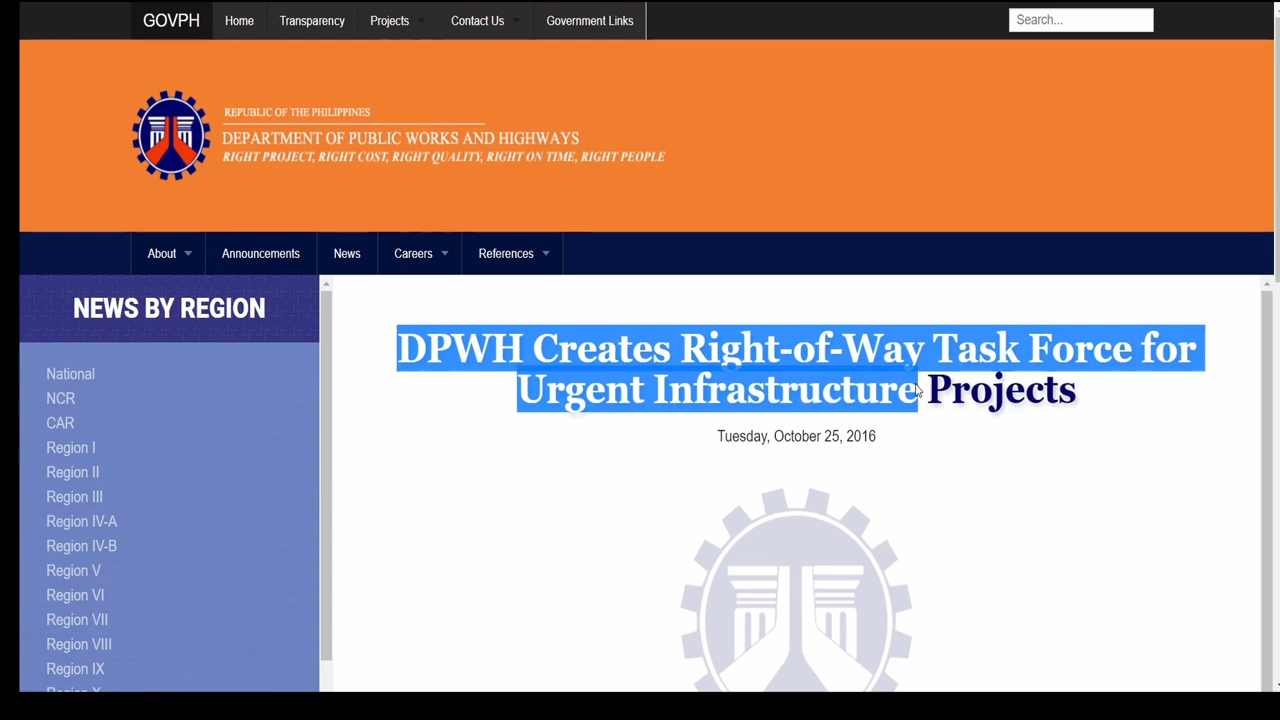 GOVPH Home Transparency Projects Contact Us Government Links Search...
REPUBLIC OF THE PHILIPPINES
DEPARTMENT OF PUBLIC WORKS AND HIGHWAYS
RIGHT PROJECT, RIGHT COST, RIGHT QUALITY, RIGHT ON TIME, RIGHT PEOPLE
About Announcements News Careers References
NEWS BY REGION
National
NCR
CAR
Region I
Region II
Region III
Region IV-A
Region IV-B
Region V
Region VI
Region VII
Region VIII
Region IX
DPWH Creates Right-of-Way Task Force for
Urgent Infrastructure Projects
Tuesday, October 25, 2016